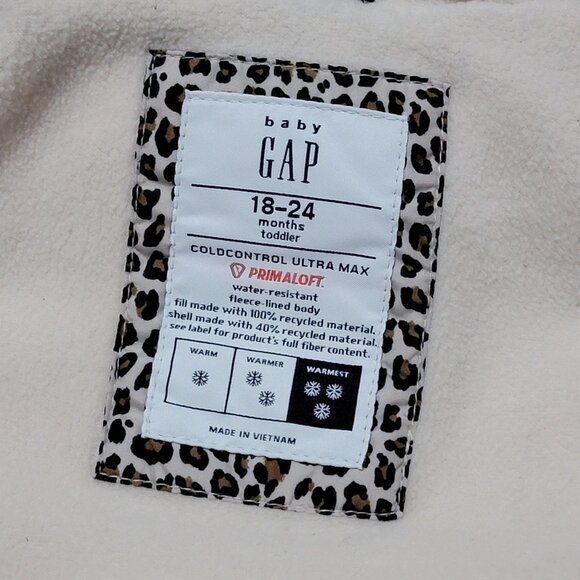 baby
GAP
18-24
months
toddler
COLDCONTROL ULTRA MAX
PRIMALOFT
water-resistant
fleece-lined body
fill made with 100% recycled material.
shell made with 40% recycled material.
see label for product's full fiber content.
WARM WARMER WARMEST
MADE IN VIETNAM